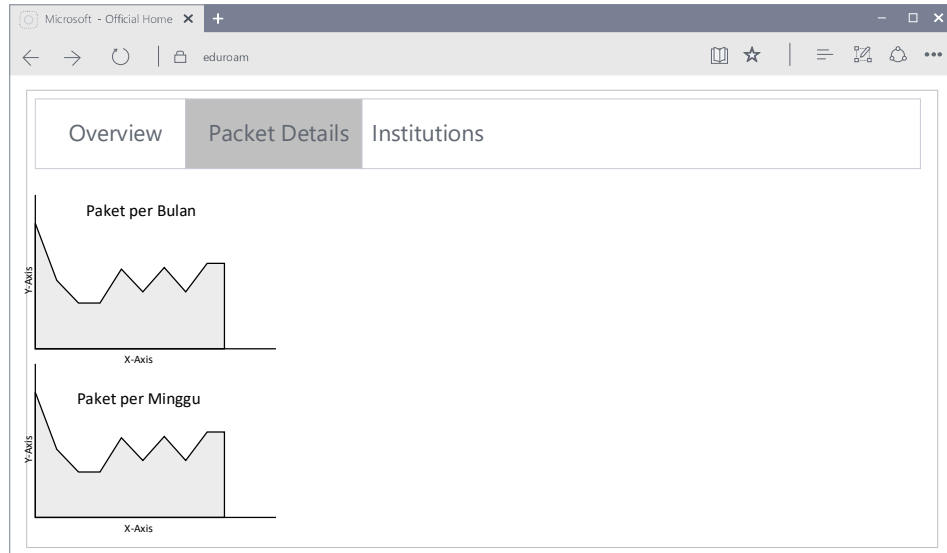 Microsoft - Official Home
eduroam
Overview Packet Details Institutions
Paket per Bulan
Y-Axis
X-Axis
Paket per Minggu
Y-Axis
X-Axis